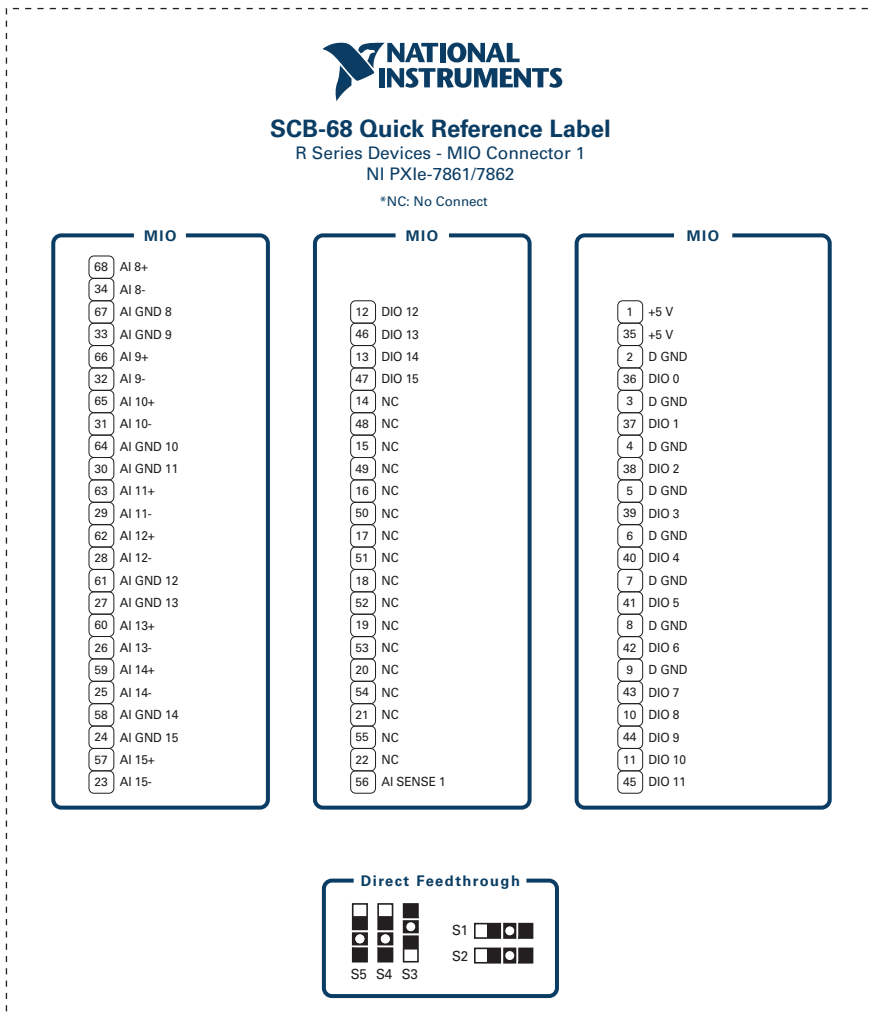 NATIONAL
INSTRUMENTS
SCB-68 Quick Reference Label
R Series Devices - MIO Connector 1
NI PXIe-7861/7862
*NC: No Connect
MIO
68 AI 8+
34 AI 8-
67 AI GND 8
33 AI GND 9
66 AI 9+
32 AI 9-
65 AI 10+
31 AI 10-
64 AI GND 10
30 AI GND 11
63 AI 11+
29 AI 11-
62 AI 12+
28 AI 12-
61 AI GND 12
27 AI GND 13
60 AI 13+
26 AI 13-
59 AI 14+
25 AI 14-
58 AI GND 14
24 AI GND 15
57 AI 15+
23 AI 15-
MIO
12 DIO 12
46 DIO 13
13 DIO 14
47 DIO 15
14 NC
48 NC
15 NC
49 NC
16 NC
50 NC
17 NC
51 NC
18 NC
52 NC
19 NC
53 NC
20 NC
54 NC
21 NC
55 NC
22 NC
56 AI SENSE 1
MIO
1 +5 V
35 +5 V
2 D GND
36 DIO 0
3 D GND
37 DIO 1
4 D GND
38 DIO 2
5 D GND
39 DIO 3
6 D GND
40 DIO 4
7 D GND
41 DIO 5
8 D GND
42 DIO 6
9 D GND
43 DIO 7
10 DIO 8
44 DIO 9
11 DIO 10
45 DIO 11
Direct Feedthrough
S1
S2
S5 S4 S3